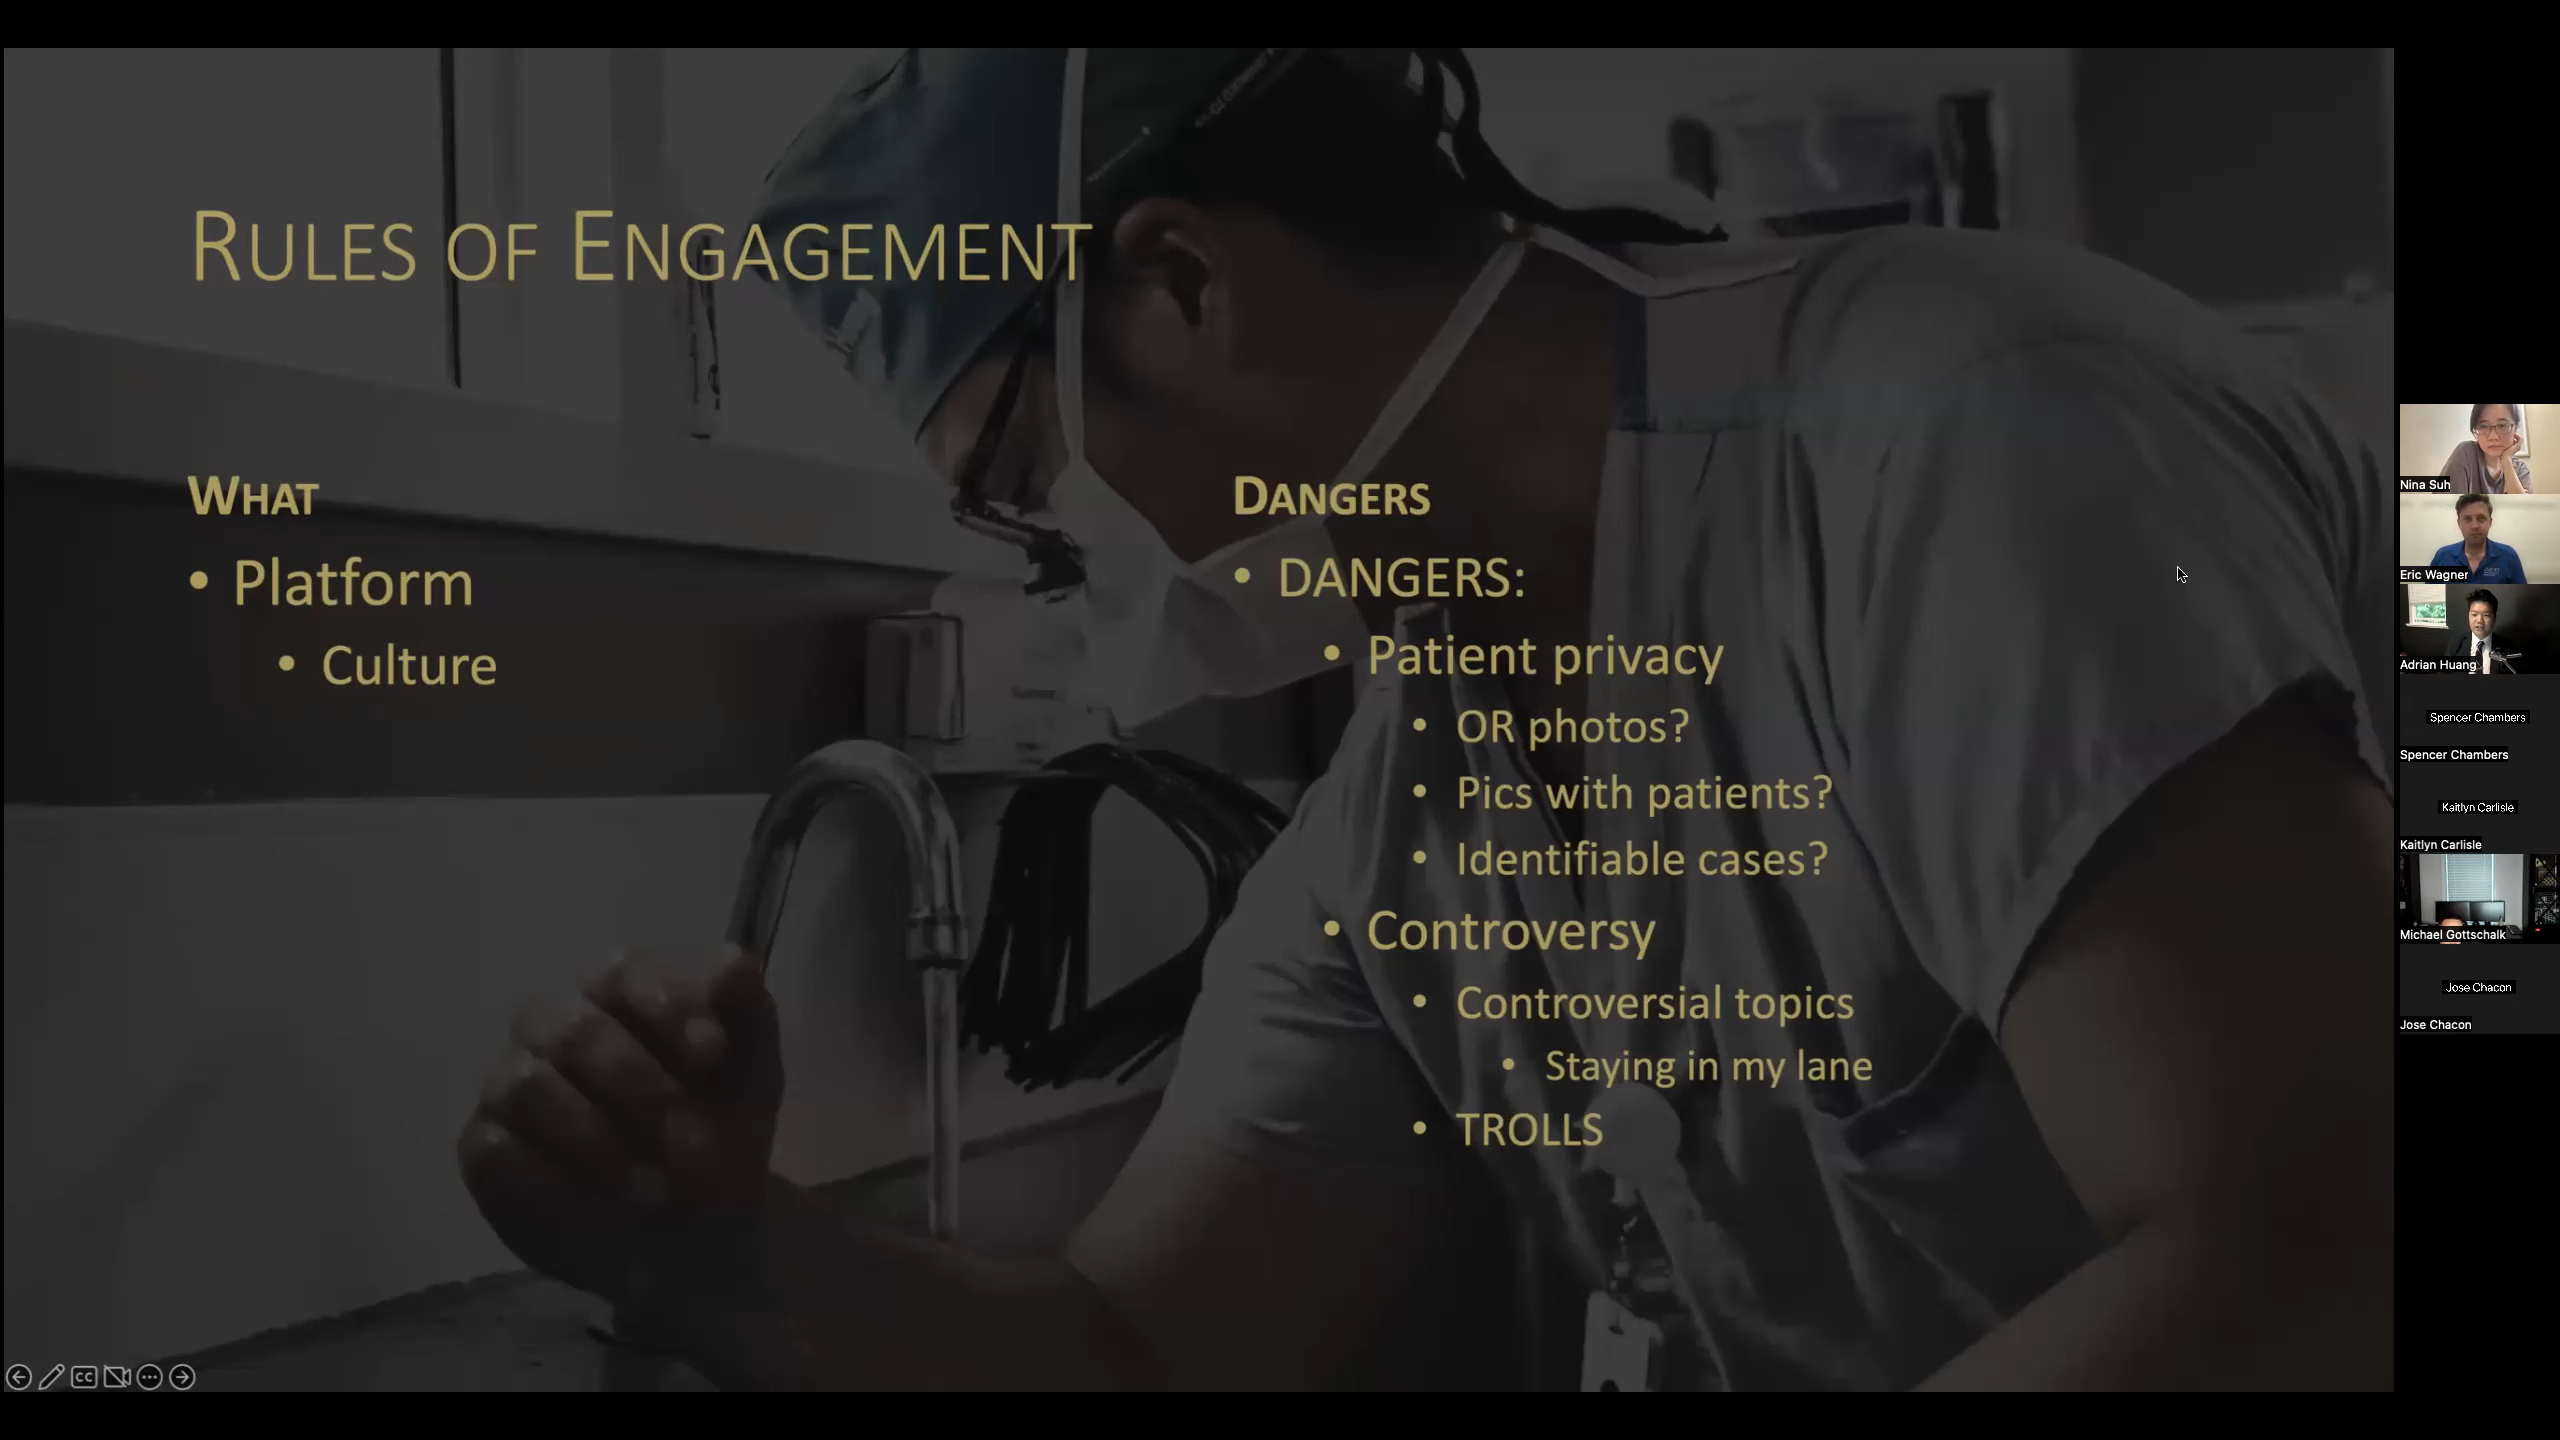 RULES OF ENGAGEMENT
WHAT
• Platform
• Culture
DANGERS
• DANGERS:
• Patient privacy
• OR photos?
• Pics with patients?
• Identifiable cases?
• Controversy
• Controversial topics
• Staying in my lane
• TROLLS
CC
Nina Suh
Eric Wagner
Adrian Huang
Spencer Chambers
Spencer Chambers
Kaitlyn Carlisle
Kaitlyn Carlisle
Michael Gottschalk
Jose Chacon
Jose Chacon